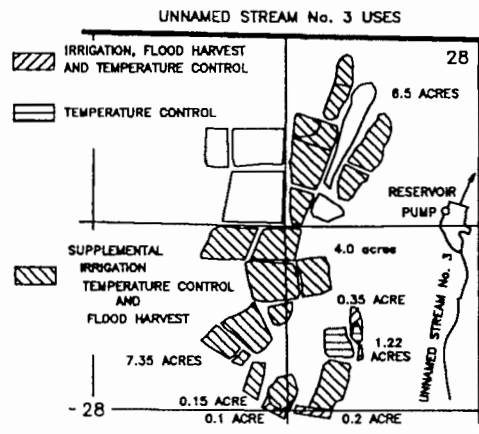 UNNAMED STREAM No. 3 USES
IRRIGATION, FLOOD HARVEST
AND TEMPERATURE CONTROL
28
6.5 ACRES
TEMPERATURE CONTROL
RESERVOIR
PUMP
SUPPLEMENTAL
IRRIGATION
TEMPERATURE CONTROL
AND
FLOOD HARVEST
4.0 acres
UNNAMED STREAM No. 3
0.35 ACRE
1.22
ACRES
7.35 ACRES
0.15 ACRE
0.1 ACRE
0.2 ACRE
-28